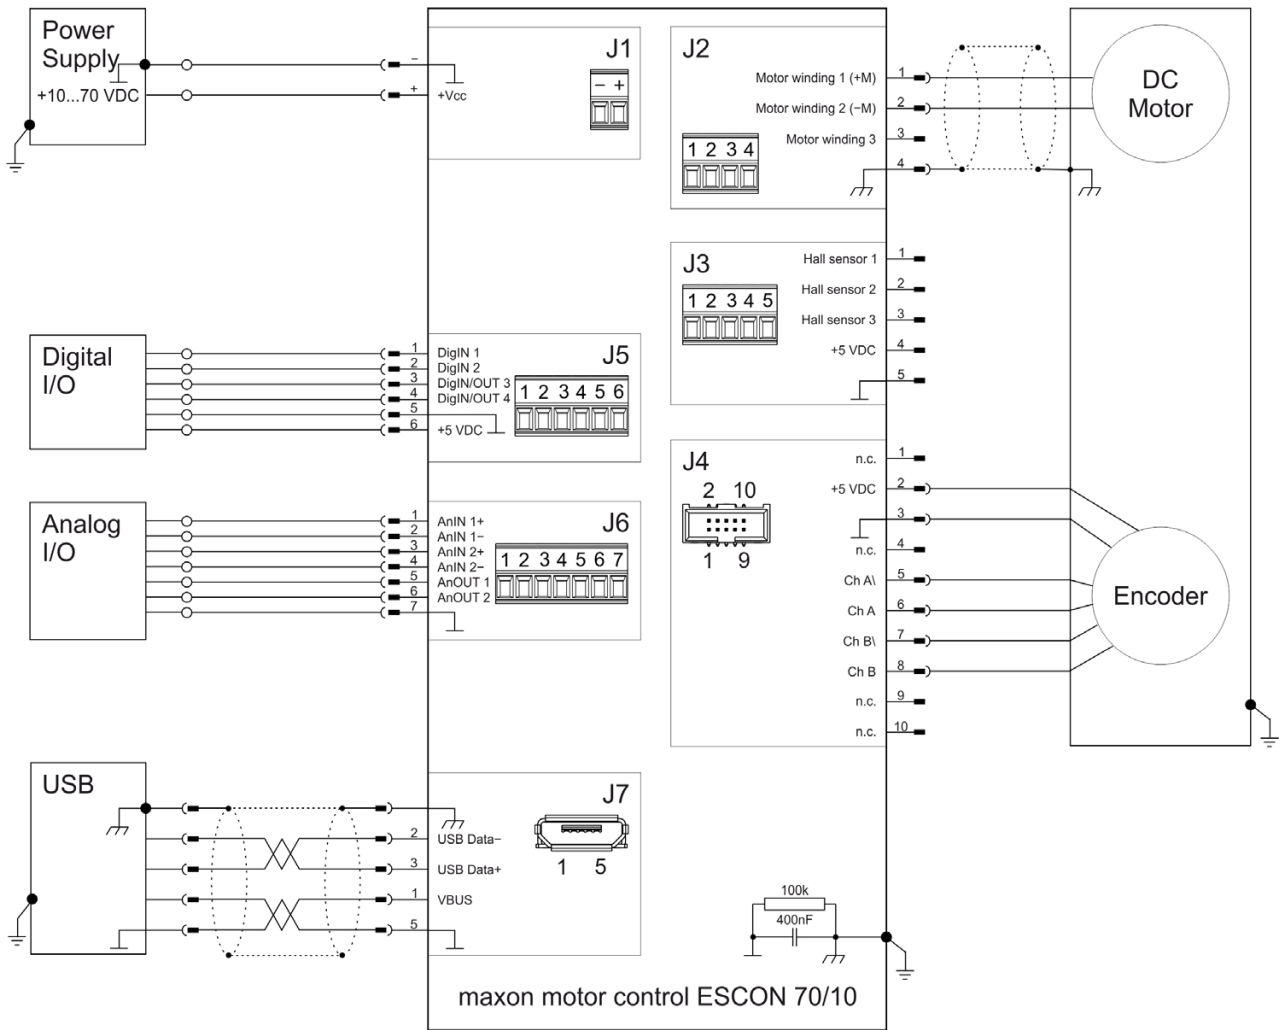 Power
Supply
+10...70 VDC
−
+
+Vcc
J1
− +
J2
Motor winding 1 (+M) 1
Motor winding 2 (−M) 2
Motor winding 3 3
4
1 2 3 4
DC
Motor
J3
Hall sensor 1 1
Hall sensor 2 2
Hall sensor 3 3
+5 VDC 4
5
1 2 3 4 5
Digital
I/O
1 DigIN 1
2 DigIN 2
3 DigIN/OUT 3
4 DigIN/OUT 4
5
6 +5 VDC
J5
1 2 3 4 5 6
J4
2 10
1 9
n.c. 1
+5 VDC 2
3
n.c. 4
Ch A\ 5
Ch A 6
Ch B\ 7
Ch B 8
n.c. 9
n.c. 10
Encoder
Analog
I/O
1 AnIN 1+
2 AnIN 1−
3 AnIN 2+
4 AnIN 2−
5 AnOUT 1
6 AnOUT 2
7
J6
1 2 3 4 5 6 7
USB
2 USB Data−
3 USB Data+
1 VBUS
5
J7
1 5
100k
400nF
maxon motor control ESCON 70/10